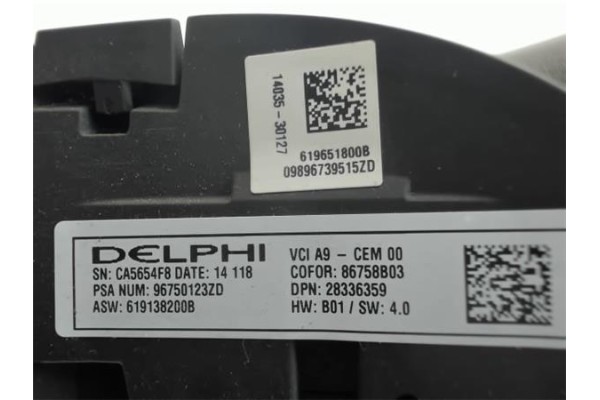 14035 - 30127
619651800B
09896739515ZD
DELPHI
SN: CA5654F8 DATE: 14 118
PSA NUM: 96750123ZD
ASW: 619138200B
VCI A9 - CEM 00
COFOR: 86758B03
DPN: 28336359
HW: B01 / SW: 4.0